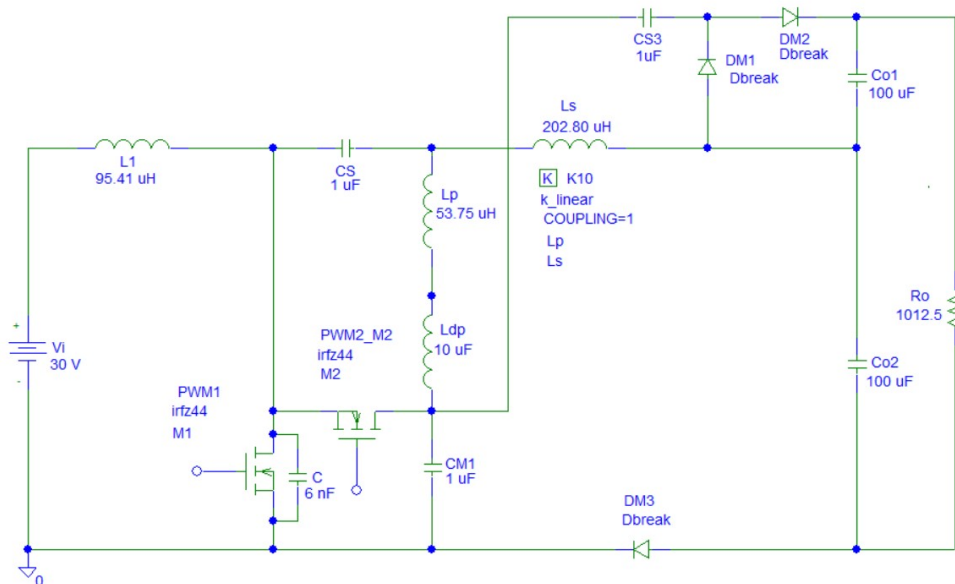 CS3
1uF
DM2
Dbreak
DM1
Dbreak
Co1
100 uF
Ls
202.80 uH
L1
95.41 uH
CS
1 uF
K K10
k_linear
COUPLING=1
Lp
Ls
Lp
53.75 uH
Ro
1012.5
+
Vi
30 V
-
PWM2_M2
irfz44
M2
Ldp
10 uF
Co2
100 uF
PWM1
irfz44
M1
C
6 nF
CM1
1 uF
DM3
Dbreak
0